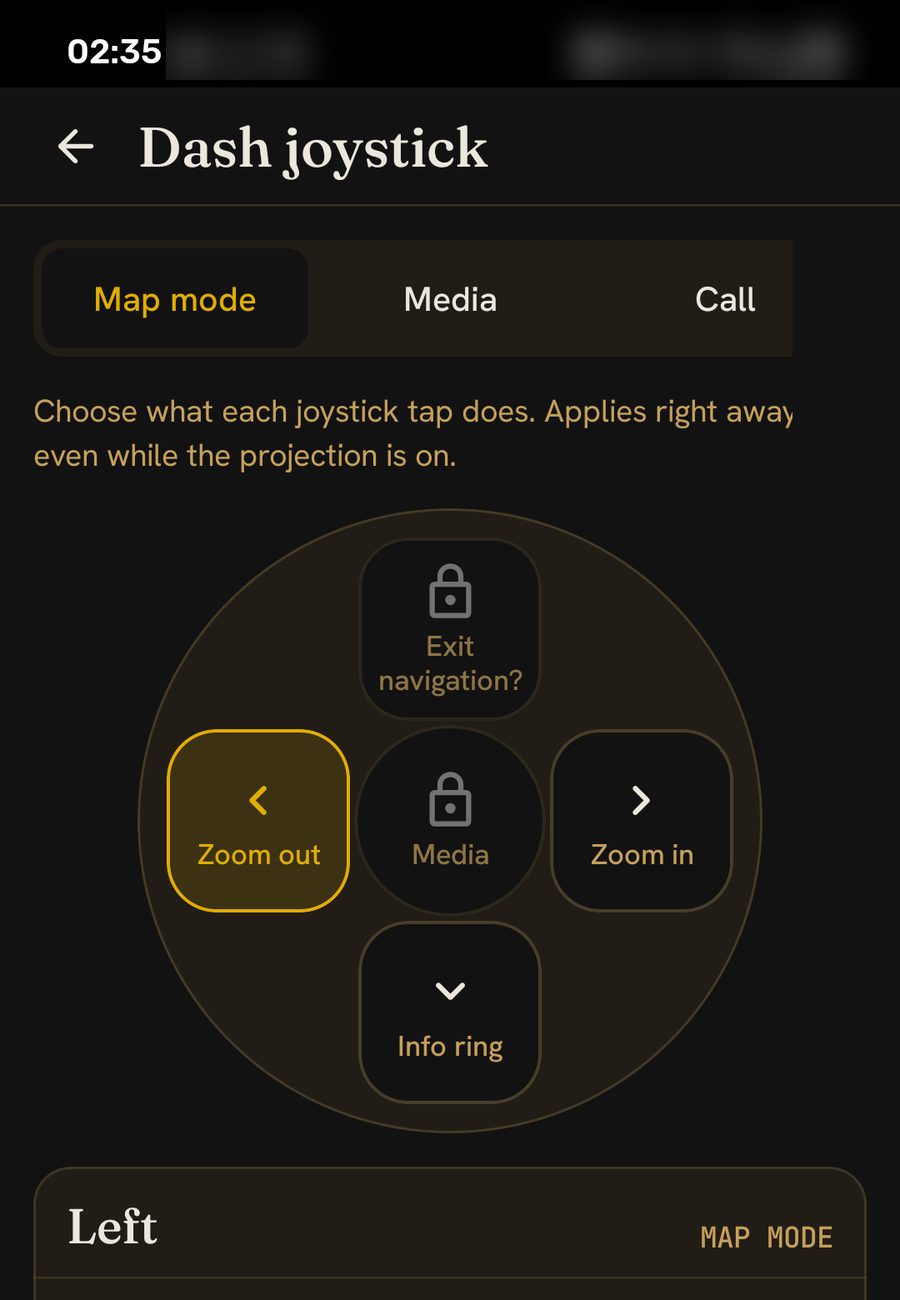 02:35
Dash joystick
Map mode
Media
Call
Choose what each joystick tap does. Applies right away
even while the projection is on.
Exit
navigation?
Zoom out
Media
Zoom in
Info ring
Left
MAP MODE